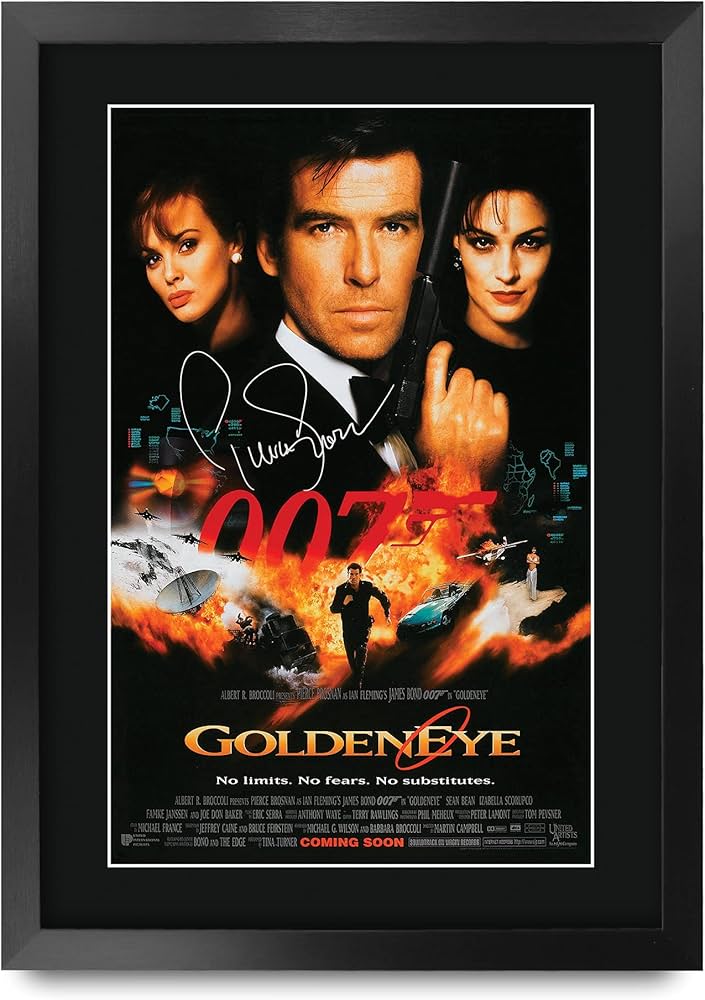 007
ALBERT R. BROCCOLI PRESENTS PIERCE BROSNAN AS IAN FLEMING'S JAMES BOND 007 IN "GOLDENEYE"
GOLDENEYE
No limits. No fears. No substitutes.
ALBERT R. BROCCOLI PRESENTS PIERCE BROSNAN AS IAN FLEMING'S JAMES BOND 007 IN "GOLDENEYE" SEAN BEAN IZABELLA SCORUPCO
FAMKE JANSSEN AND JOE DON BAKER ERIC SERRA ANTHONY WAYE TERRY RAWLINGS PHIL MEHEUX PETER LAMONT TOM PEVSNER
MICHAEL FRANCE JEFFREY CAINE AND BRUCE FEIRSTEIN MICHAEL G. WILSON AND BARBARA BROCCOLI MARTIN CAMPBELL UNITED ARTISTS
BONO AND THE EDGE TINA TURNER COMING SOON SOUNDTRACK ON VIRGIN RECORDS